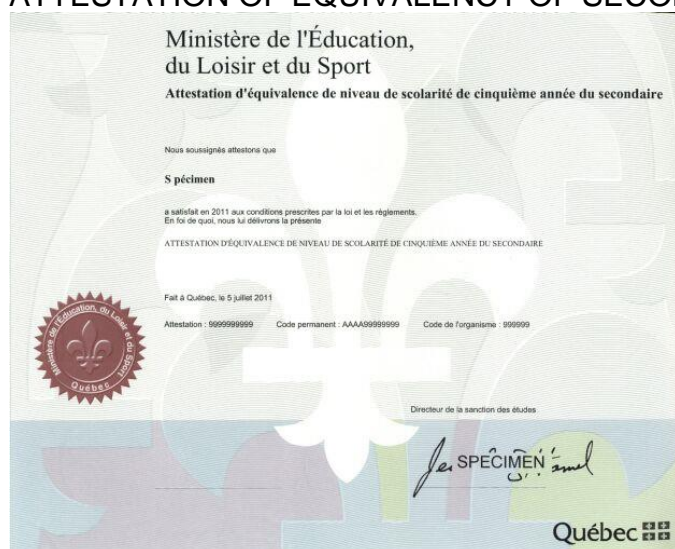 ATTESTATION OF EQUIVALENCY OF SECO
Ministère de l'Éducation,
du Loisir et du Sport
Attestation d'équivalence de niveau de scolarité de cinquième année du secondaire
Nous soussignés attestons que
S pécimen
a satisfait en 2011 aux conditions prescrites par la loi et les règlements.
En foi de quoi, nous lui délivrons la présente
ATTESTATION D'ÉQUIVALENCE DE NIVEAU DE SCOLARITÉ DE CINQUIÈME ANNÉE DU SECONDAIRE
Fait à Québec, le 5 juillet 2011
Attestation : 9999999999 Code permanent : AAAA99999999 Code de l'organisme : 999999
Ministère de l'Éducation, du Loisir et du Sport
Québec
Directeur de la sanction des études
SPÉCIMEN
Québec